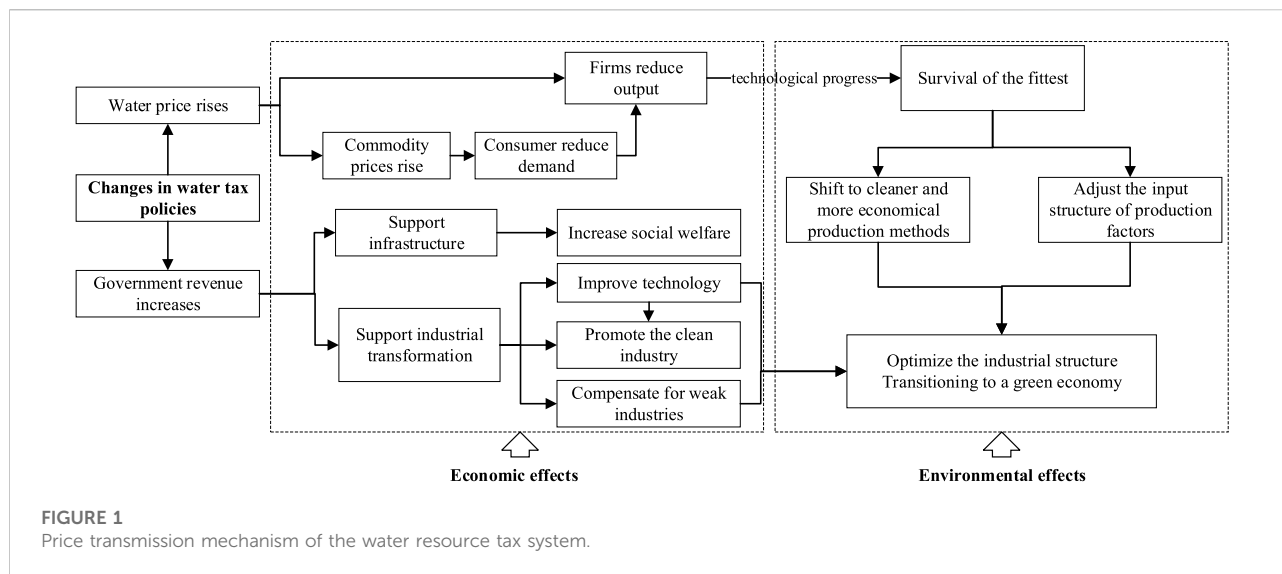 Water price rises
Changes in water tax
policies
Government revenue
increases
Firms reduce
output
Commodity
prices rise
Consumer reduce
demand
Support
infrastructure
Increase social welfare
Support industrial
transformation
Improve technology
Promote the clean
industry
Compensate for weak
industries
Economic effects
technological progress
Survival of the fittest
Shift to cleaner and
more economical
production methods
Adjust the input
structure of production
factors
Optimize the industrial structure
Transitioning to a green economy
Environmental effects
FIGURE 1
Price transmission mechanism of the water resource tax system.